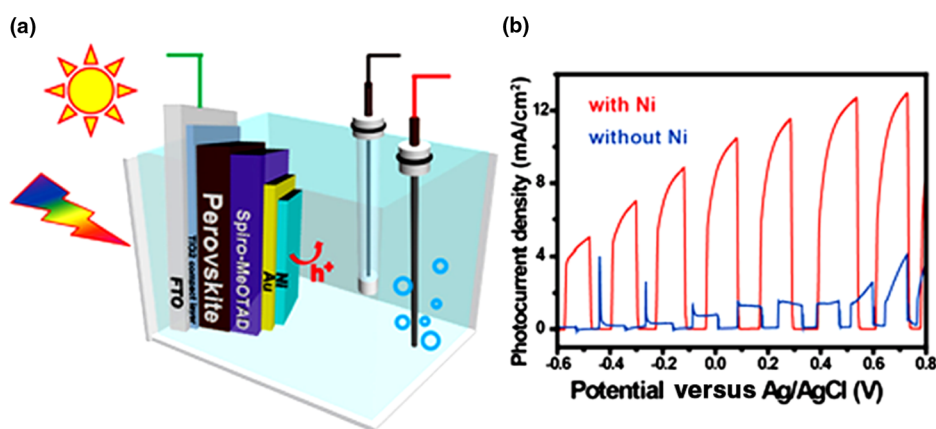 (a)
FTO
TiO2 compact layer
Perovskite
Spiro-MeOTAD
Au
Ni
h+
(b)
Photocurrent density (mA/cm²)
12
8
4
0
with Ni
without Ni
-0.6 -0.4 -0.2 0.0 0.2 0.4 0.6 0.8
Potential versus Ag/AgCl (V)